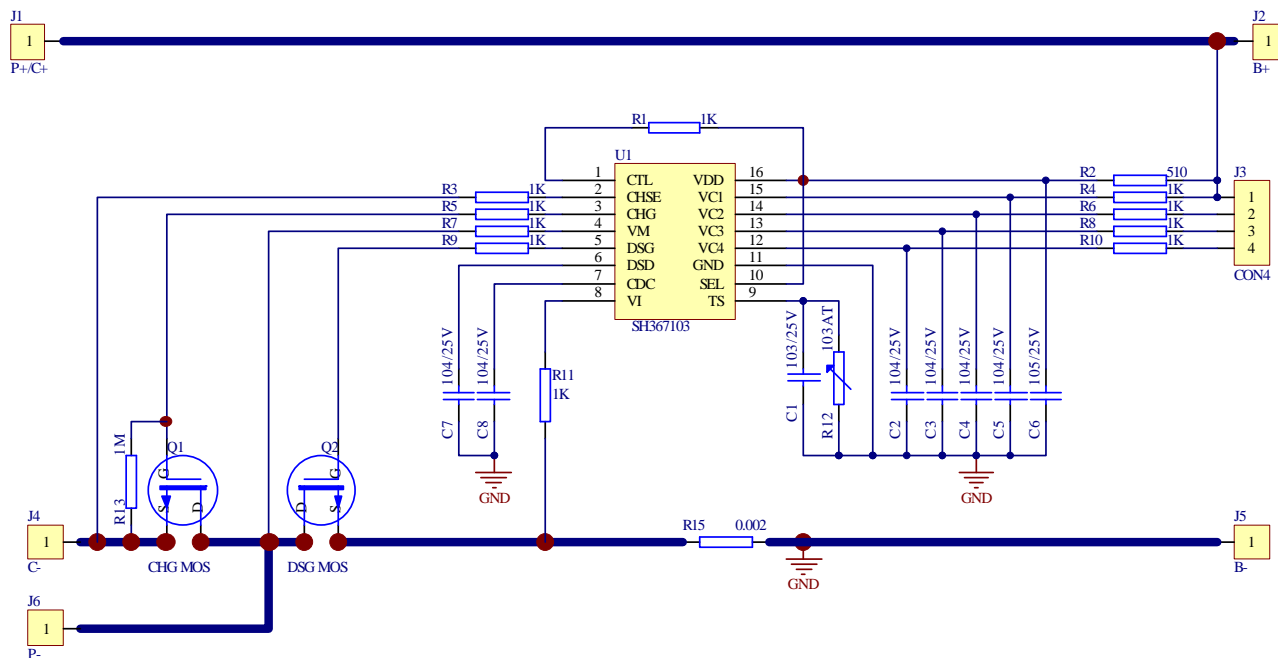 J1
1
P+/C+
J2
1
B+
R1 1K
U1
1 CTL VDD 16
2 CHSE VC1 15
3 CHG VC2 14
4 VM VC3 13
5 DSG VC4 12
6 DSD GND 11
7 CDC SEL 10
8 VI TS 9
SH367103
R3 1K
R5 1K
R7 1K
R9 1K
R2 510
R4 1K
R6 1K
R8 1K
R10 1K
J3
1
2
3
4
CON4
C7 104/25V
C8 104/25V
R11
1K
C1 103/25V
R12 103AT
C2 104/25V
C3 104/25V
C4 104/25V
C5 104/25V
C6 105/25V
GND
GND
R13 1M
Q1
G
S
D
CHG MOS
Q2
G
D
S
DSG MOS
J4
1
C-
R15 0.002
GND
J5
1
B-
J6
1
P-